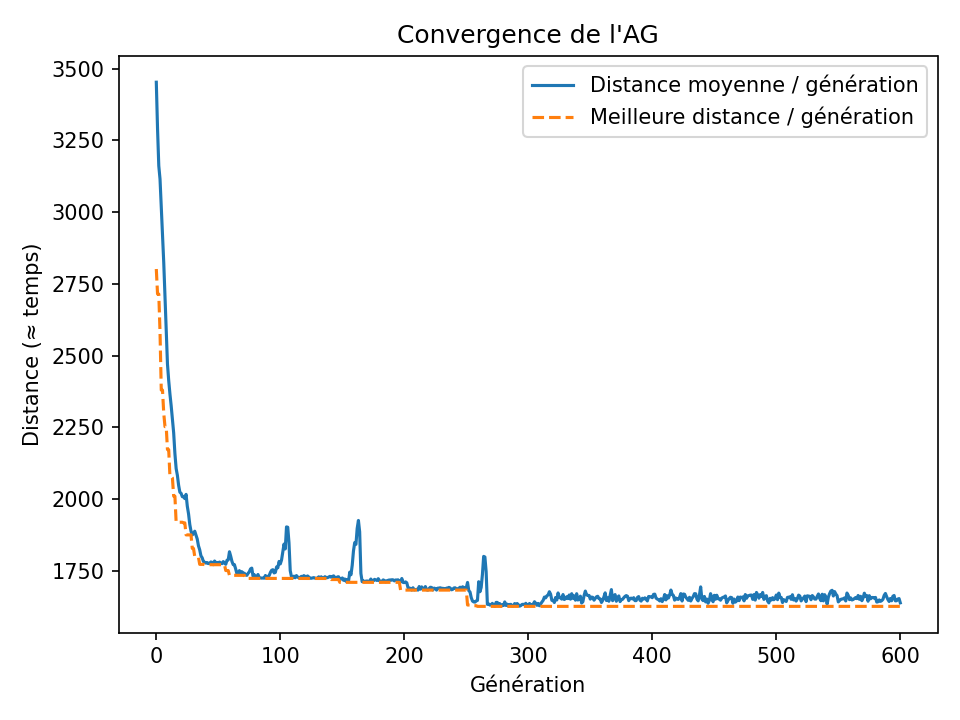 Convergence de l'AG
Distance moyenne / génération
Meilleure distance / génération
Distance (≈ temps)
3500
3250
3000
2750
2500
2250
2000
1750
0 100 200 300 400 500 600
Génération